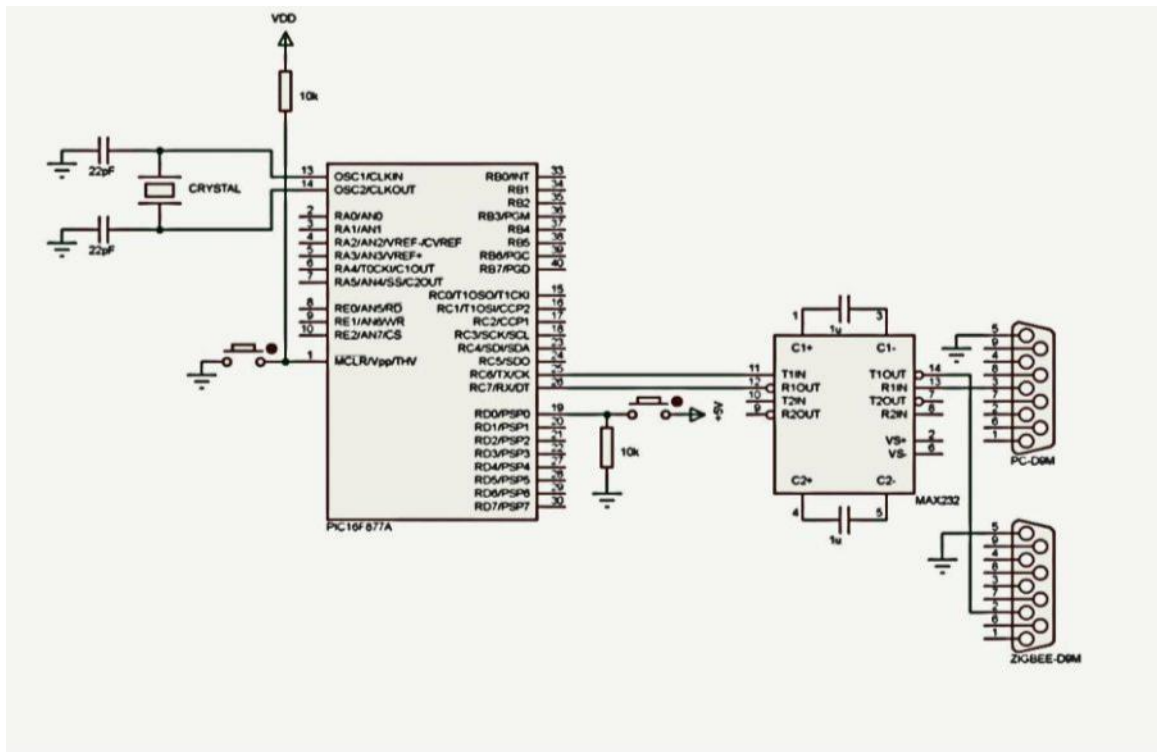 VDD
10k
22pF
CRYSTAL
22pF
13 OSC1/CLKIN
14 OSC2/CLKOUT
2 RA0/AN0
3 RA1/AN1
4 RA2/AN2/VREF-/CVREF
5 RA3/AN3/VREF+
6 RA4/T0CKI/C1OUT
7 RA5/AN4/SS/C2OUT
8 RE0/AN5/RD
9 RE1/AN6/WR
10 RE2/AN7/CS
1 MCLR/Vpp/THV
RB0/INT 33
RB1 34
RB2 35
RB3/PGM 36
RB4 37
RB5 38
RB6/PGC 39
RB7/PGD 40
RC0/T1OSO/T1CKI 15
RC1/T1OSI/CCP2 16
RC2/CCP1 17
RC3/SCK/SCL 18
RC4/SDI/SDA 23
RC5/SDO 24
RC6/TX/CK 25
RC7/RX/DT 26
RD0/PSP0 19
RD1/PSP1 20
RD2/PSP2 21
RD3/PSP3 22
RD4/PSP4 27
RD5/PSP5 28
RD6/PSP6 29
RD7/PSP7 30
PIC16F877A
+5V
10k
1 3
1u
C1+ C1-
11 T1IN T1OUT 14
12 R1OUT R1IN 13
10 T2IN T2OUT 7
9 R2OUT R2IN 8
VS+ 2
VS- 6
C2+ C2-
MAX232
4 5
1u
5
9
4
8
3
7
2
6
1
PC-D9M
5
9
4
8
3
7
2
6
1
ZIGBEE-D9M